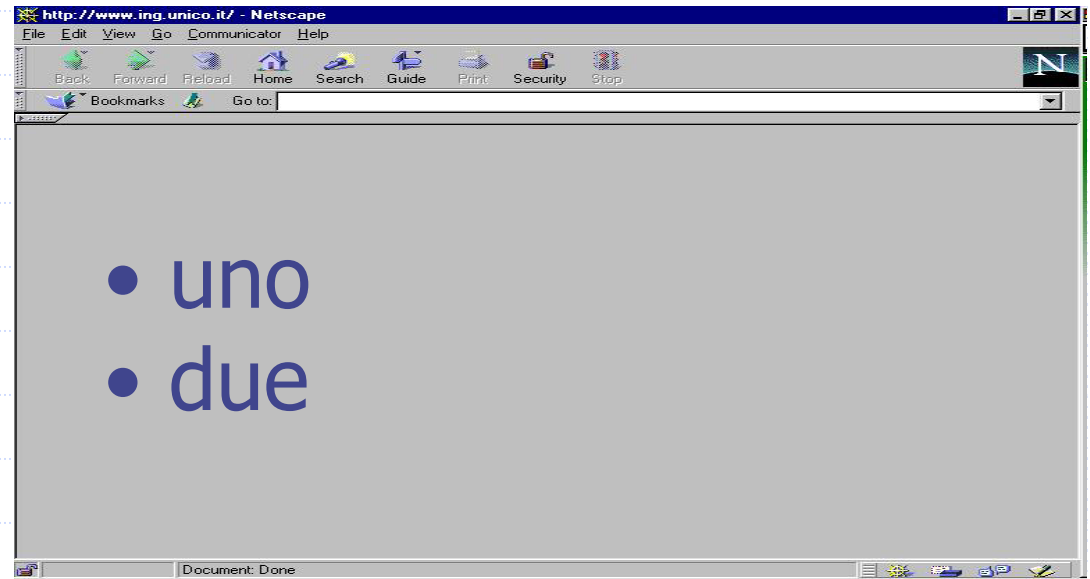 http://www.ing.unico.it/ - Netscape
File Edit View Go Communicator Help
Back Forward Reload Home Search Guide Print Security Stop
N
Bookmarks Go to:
• uno
• due
Document: Done